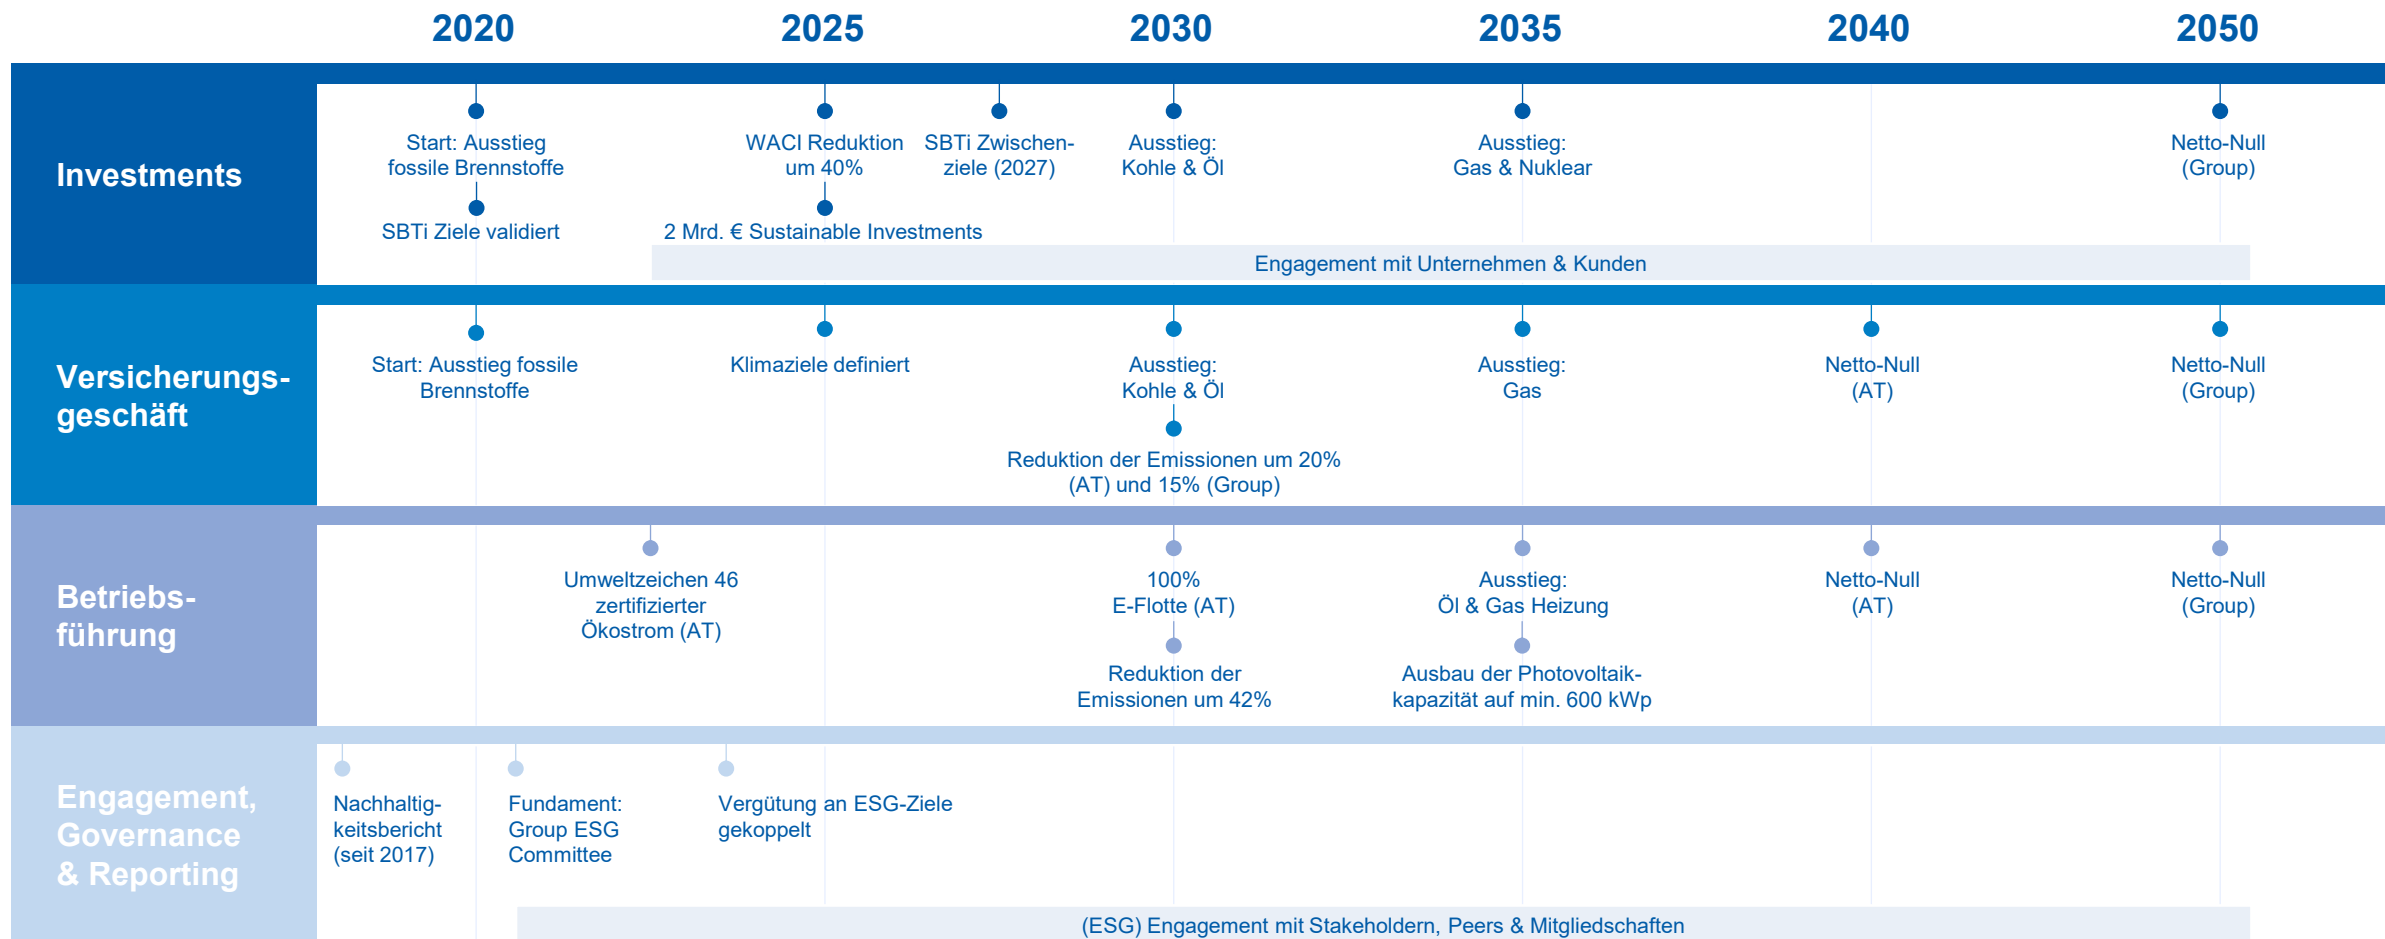 2020
2025
2030
2035
2040
2050
Investments
Start: Ausstieg
fossile Brennstoffe
SBTi Ziele validiert
WACI Reduktion
um 40%
2 Mrd. € Sustainable Investments
SBTi Zwischen-
ziele (2027)
Ausstieg:
Kohle & Öl
Ausstieg:
Gas & Nuklear
Netto-Null
(Group)
Engagement mit Unternehmen & Kunden
Versicherungs-
geschäft
Start: Ausstieg fossile
Brennstoffe
Klimaziele definiert
Ausstieg:
Kohle & Öl
Reduktion der Emissionen um 20%
(AT) und 15% (Group)
Ausstieg:
Gas
Netto-Null
(AT)
Netto-Null
(Group)
Betriebs-
führung
Umweltzeichen 46
zertifizierter
Ökostrom (AT)
100%
E-Flotte (AT)
Reduktion der
Emissionen um 42%
Ausstieg:
Öl & Gas Heizung
Ausbau der Photovoltaik-
kapazität auf min. 600 kWp
Netto-Null
(AT)
Netto-Null
(Group)
Engagement,
Governance
& Reporting
Nachhaltig-
keitsbericht
(seit 2017)
Fundament:
Group ESG
Committee
Vergütung an ESG-Ziele
gekoppelt
(ESG) Engagement mit Stakeholdern, Peers & Mitgliedschaften